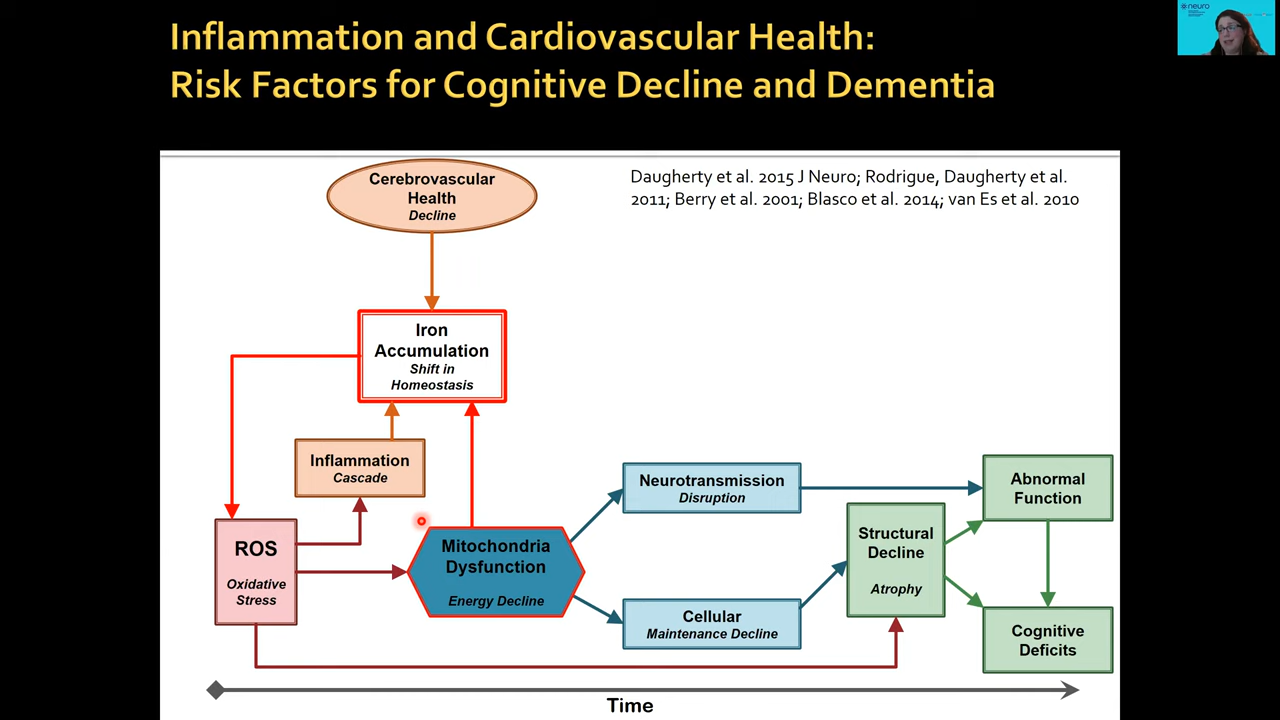 Inflammation and Cardiovascular Health:
Risk Factors for Cognitive Decline and Dementia
neuro
Daugherty et al. 2015 J Neuro; Rodrigue, Daugherty et al.
2011; Berry et al. 2001; Blasco et al. 2014; van Es et al. 2010
Cerebrovascular
Health
Decline
Iron
Accumulation
Shift in
Homeostasis
Inflammation
Cascade
ROS
Oxidative
Stress
Mitochondria
Dysfunction
Energy Decline
Neurotransmission
Disruption
Cellular
Maintenance Decline
Structural
Decline
Atrophy
Abnormal
Function
Cognitive
Deficits
Time